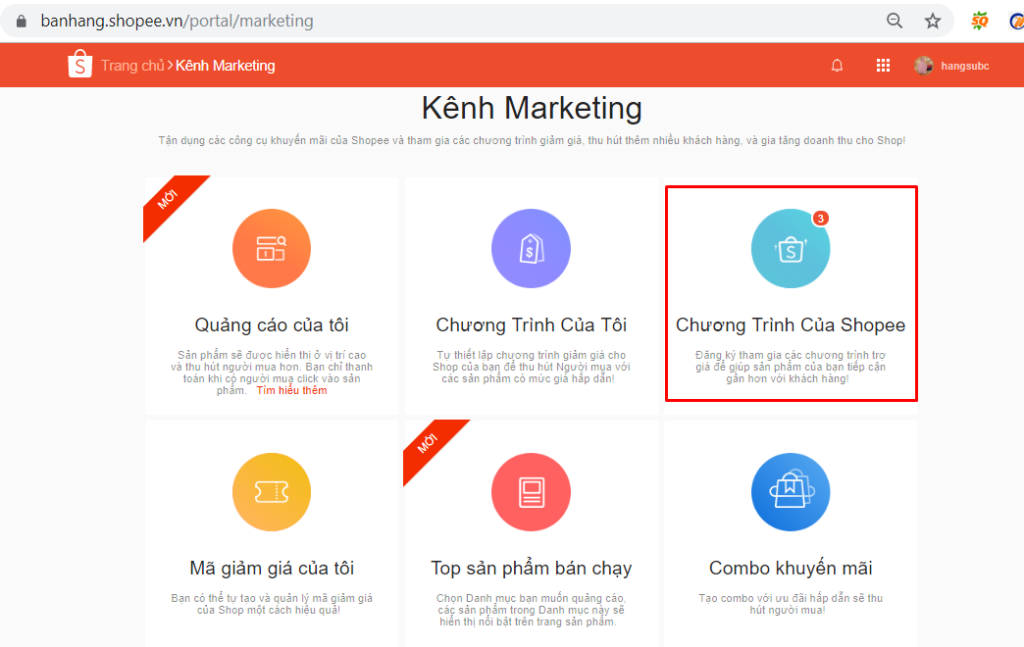 banhang.shopee.vn/portal/marketing
Trang chủ > Kênh Marketing
hangsubc
Kênh Marketing
Tận dụng các công cụ khuyến mãi của Shopee và tham gia các chương trình giảm giá, thu hút thêm nhiều khách hàng, và gia tăng doanh thu cho Shop!
MỚI
Quảng cáo của tôi
Sản phẩm sẽ được hiển thị ở vị trí cao
và thu hút người mua hơn. Bạn chỉ thanh
toán khi có người mua click vào sản
phẩm. Tìm hiểu thêm
Chương Trình Của Tôi
Tự thiết lập chương trình giảm giá cho
Shop của bạn để thu hút Người mua với
các sản phẩm có mức giá hấp dẫn!
3
Chương Trình Của Shopee
Đăng ký tham gia các chương trình trợ
giá để giúp sản phẩm của bạn tiếp cận
gần hơn với khách hàng!
Mã giảm giá của tôi
Bạn có thể tự tạo và quản lý mã giảm giá
của Shop một cách hiệu quả!
MỚI
Top sản phẩm bán chạy
Chọn Danh mục bạn muốn quảng cáo,
các sản phẩm trong Danh mục này sẽ
hiển thị nổi bật trên trang sản phẩm.
Combo khuyến mãi
Tạo combo với ưu đãi hấp dẫn sẽ thu
hút người mua!